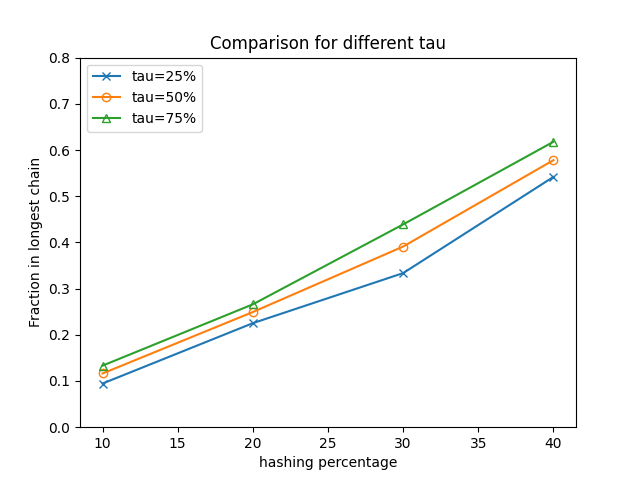 Comparison for different tau
tau=25%
tau=50%
tau=75%
Fraction in longest chain
0.8
0.7
0.6
0.5
0.4
0.3
0.2
0.1
0.0
10 15 20 25 30 35 40
hashing percentage